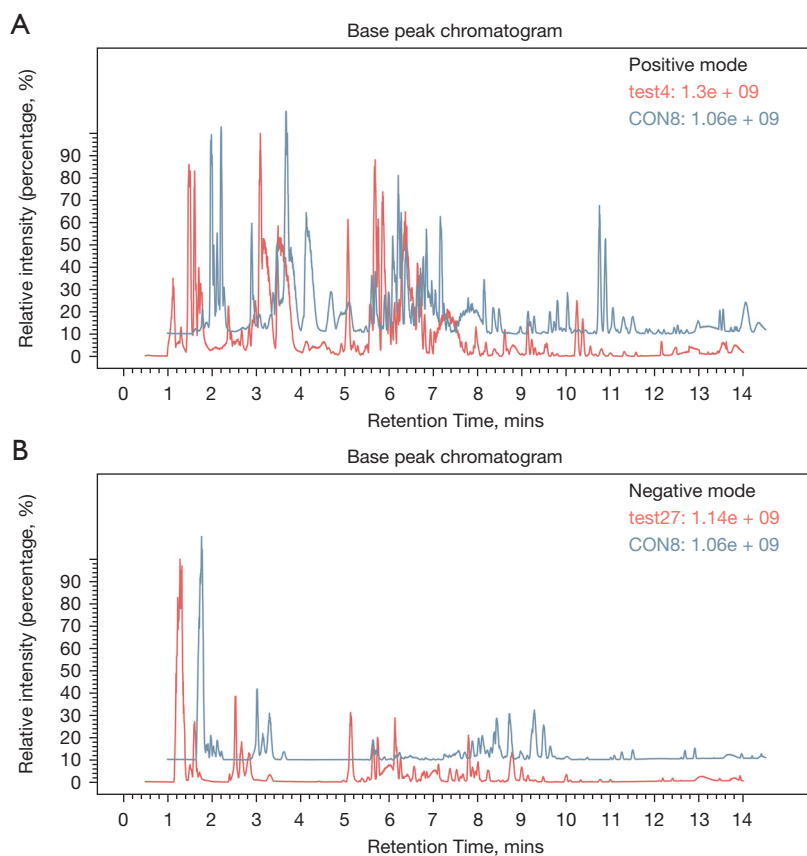 A
Base peak chromatogram
Positive mode
test4: 1.3e + 09
CON8: 1.06e + 09
Relative intensity (percentage, %)
90
80
70
60
50
40
30
20
10
0
0 1 2 3 4 5 6 7 8 9 10 11 12 13 14
Retention Time, mins
B
Base peak chromatogram
Negative mode
test27: 1.14e + 09
CON8: 1.06e + 09
Relative intensity (percentage, %)
90
80
70
60
50
40
30
20
10
0
0 1 2 3 4 5 6 7 8 9 10 11 12 13 14
Retention Time, mins